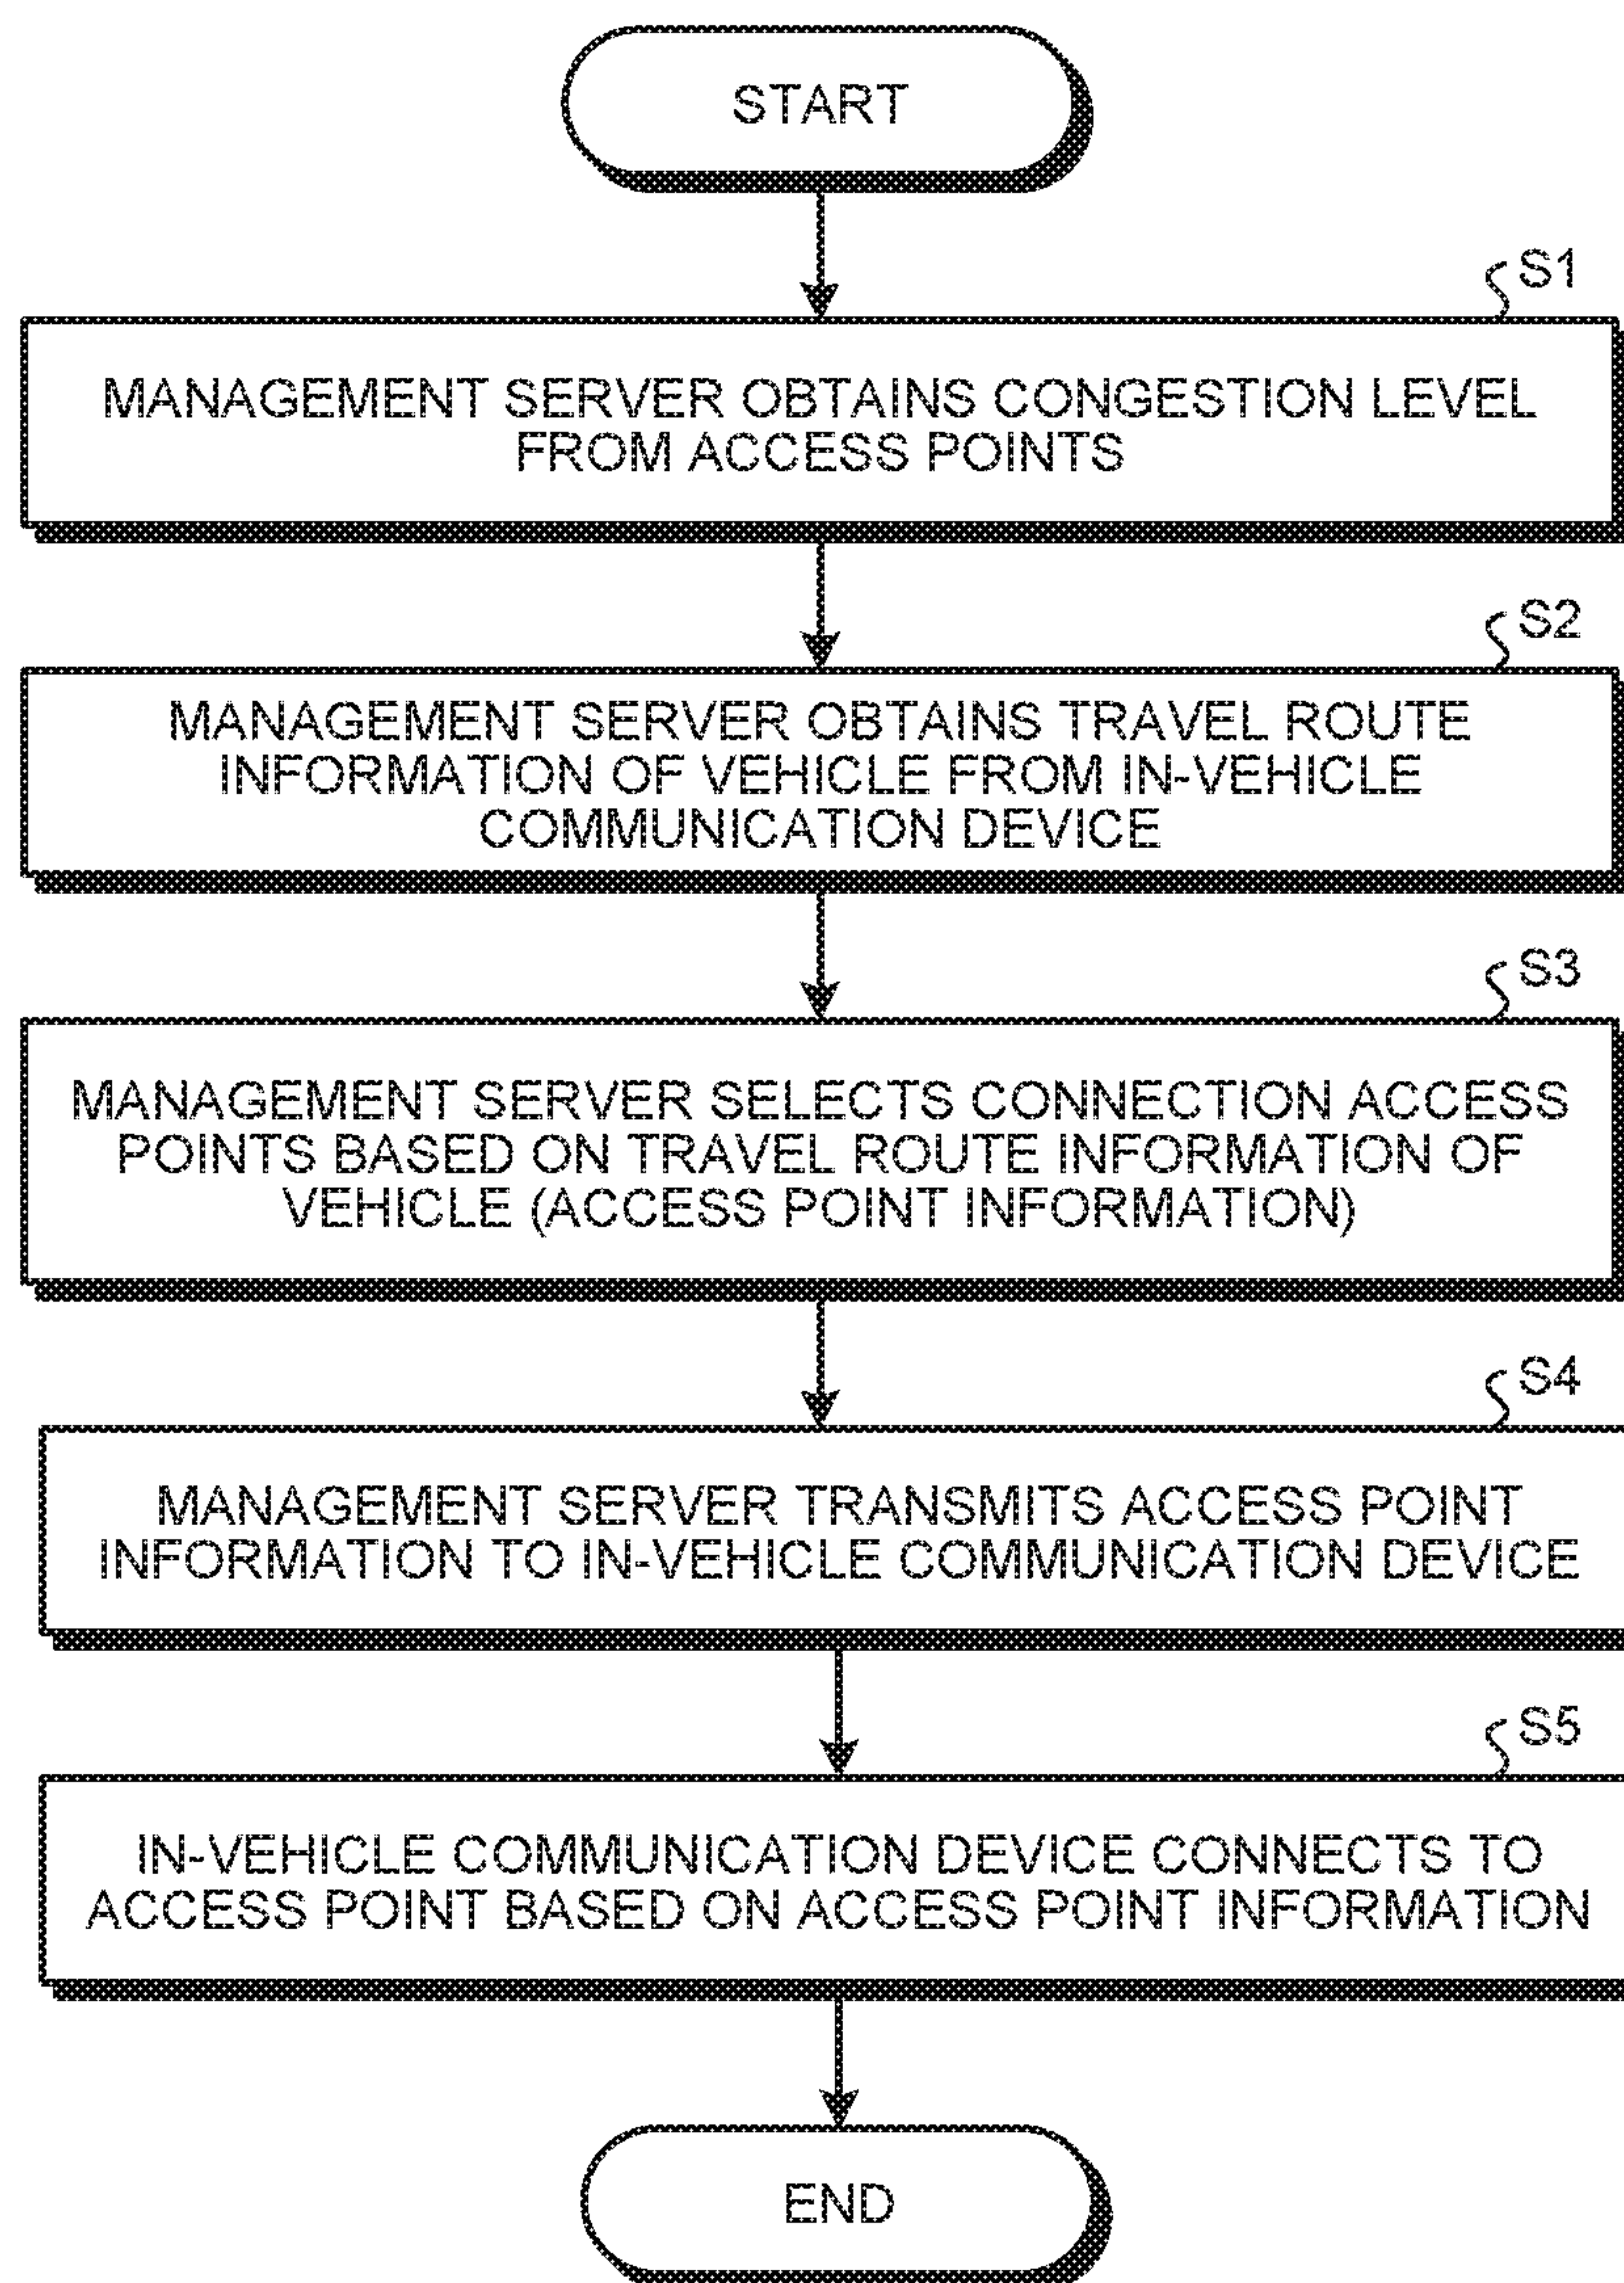 START
S1
MANAGEMENT SERVER OBTAINS CONGESTION LEVEL
FROM ACCESS POINTS
S2
MANAGEMENT SERVER OBTAINS TRAVEL ROUTE
INFORMATION OF VEHICLE FROM IN-VEHICLE
COMMUNICATION DEVICE
S3
MANAGEMENT SERVER SELECTS CONNECTION ACCESS
POINTS BASED ON TRAVEL ROUTE INFORMATION OF
VEHICLE (ACCESS POINT INFORMATION)
S4
MANAGEMENT SERVER TRANSMITS ACCESS POINT
INFORMATION TO IN-VEHICLE COMMUNICATION DEVICE
S5
IN-VEHICLE COMMUNICATION DEVICE CONNECTS TO
ACCESS POINT BASED ON ACCESS POINT INFORMATION
END